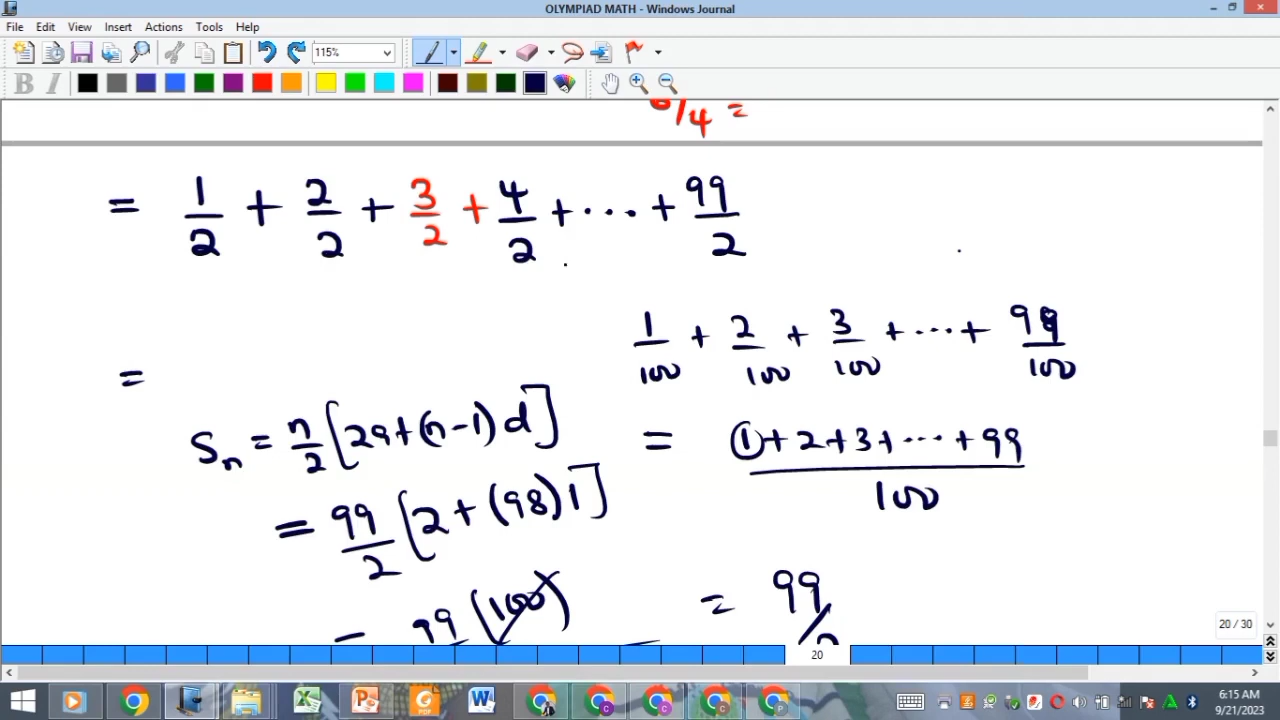 OLYMPIAD MATH - Windows Journal
File Edit View Insert Actions Tools Help
115%
B I
6/4 =
= 1/2 + 2/2 + 3/2 + 4/2 + ... + 99/2
1/100 + 2/100 + 3/100 + ... + 99/100
=
Sn = n/2 [2a+(n-1)d]
= (1+2+3+...+99)/100
= 99/2 [2+(98)1]
= 99 (100)
= 99/2
20 / 30
20
6:15 AM
9/21/2023